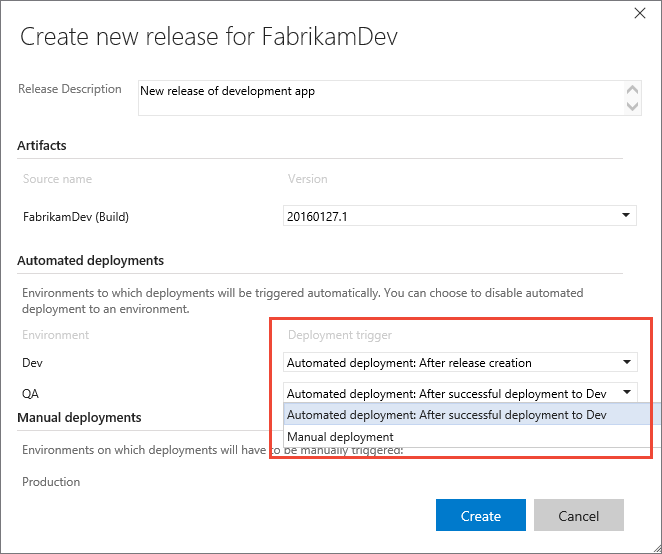 Create new release for FabrikamDev
Release Description New release of development app
Artifacts
Source name Version
FabrikamDev (Build) 20160127.1
Automated deployments
Environments to which deployments will be triggered automatically. You can choose to disable automated
deployment to an environment.
Environment Deployment trigger
Dev Automated deployment: After release creation
QA Automated deployment: After successful deployment to Dev
Automated deployment: After successful deployment to Dev
Manual deployments
Manual deployment
Environments on which deployments will have to be manually triggered:
Production
Create Cancel